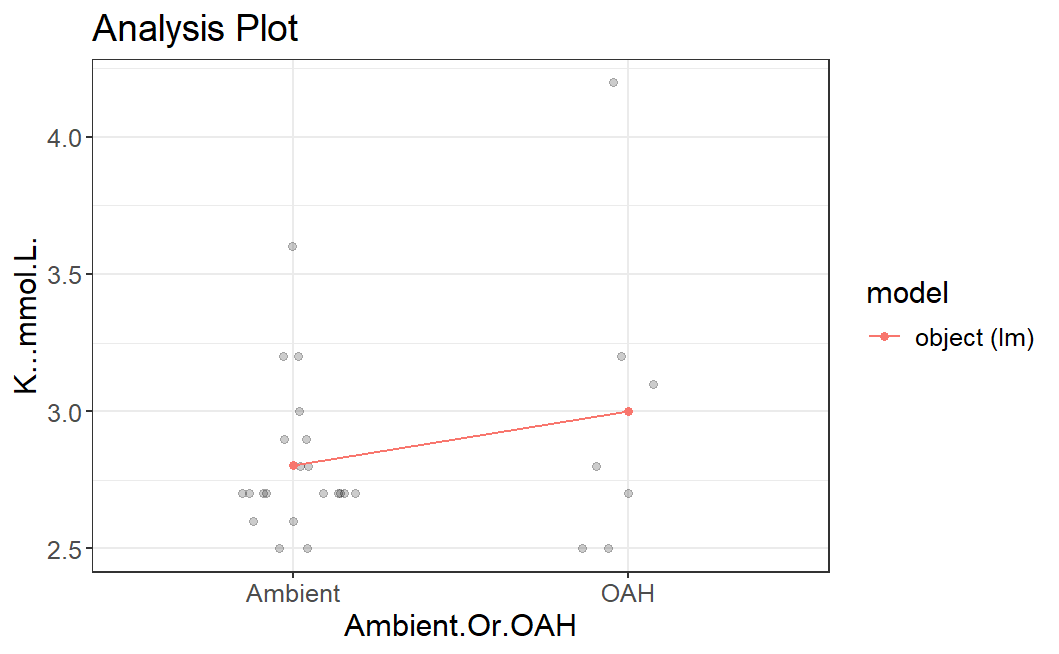 Analysis Plot
4.0
3.5
3.0
2.5
K...mmol.L.
Ambient
OAH
Ambient.Or.OAH
model
object (lm)